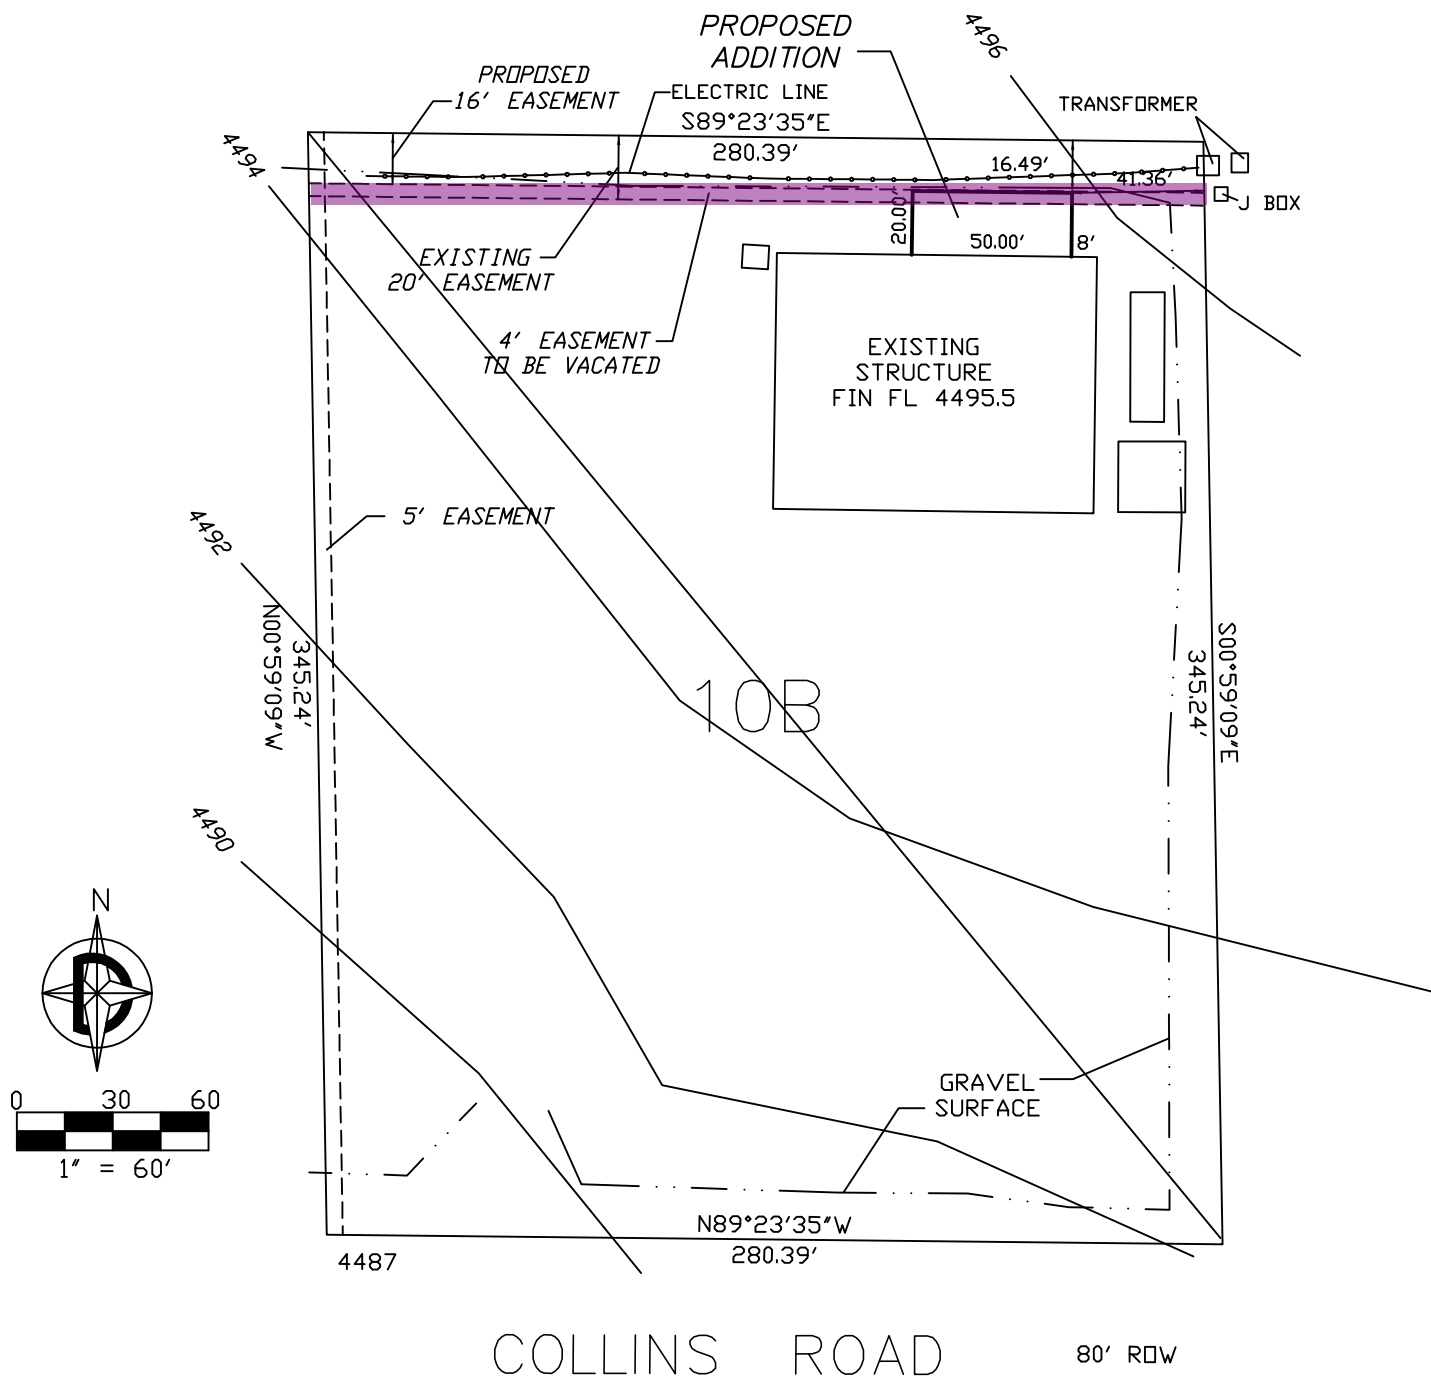 PROPOSED
ADDITION
4496
PROPOSED
16' EASEMENT
ELECTRIC LINE
TRANSFORMER
S89°23'35"E
280.39'
4494
16.49'
41.36'
J BOX
20.00'
50.00'
8'
EXISTING
20' EASEMENT
4' EASEMENT
TO BE VACATED
EXISTING
STRUCTURE
FIN FL 4495.5
5' EASEMENT
4492
N00°59'09"W
345.24'
S00°59'09"E
345.24'
10B
4490
N
0 30 60
1" = 60'
GRAVEL
SURFACE
N89°23'35"W
280.39'
4487
COLLINS ROAD
80' ROW